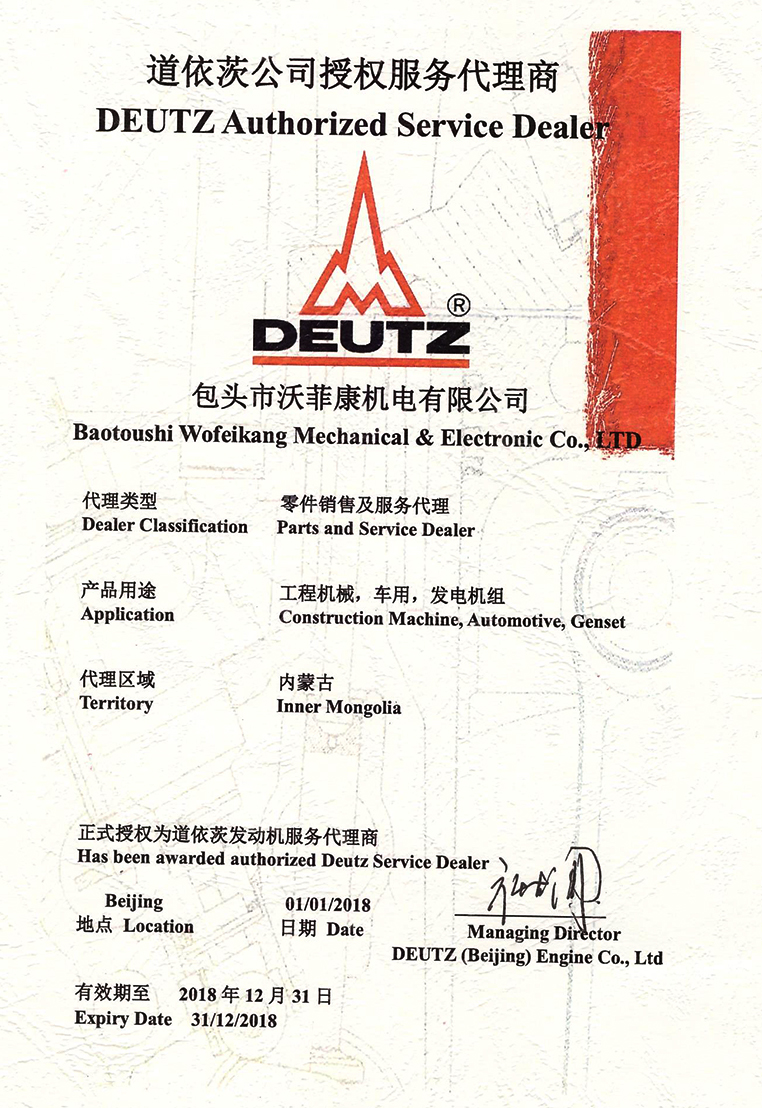 道依茨公司授权服务代理商
DEUTZ Authorized Service Dealer
®
DEUTZ
包头市沃菲康机电有限公司
Baotoushi Wofeikang Mechanical & Electronic Co., LTD
代理类型 零件销售及服务代理
Dealer Classification Parts and Service Dealer
产品用途 工程机械，车用，发电机组
Application Construction Machine, Automotive, Genset
代理区域 内蒙古
Territory Inner Mongolia
正式授权为道依茨发动机服务代理商
Has been awarded authorized Deutz Service Dealer
Beijing 01/01/2018
地点 Location 日期 Date
Managing Director
DEUTZ (Beijing) Engine Co., Ltd
有效期至 2018 年 12 月 31 日
Expiry Date 31/12/2018